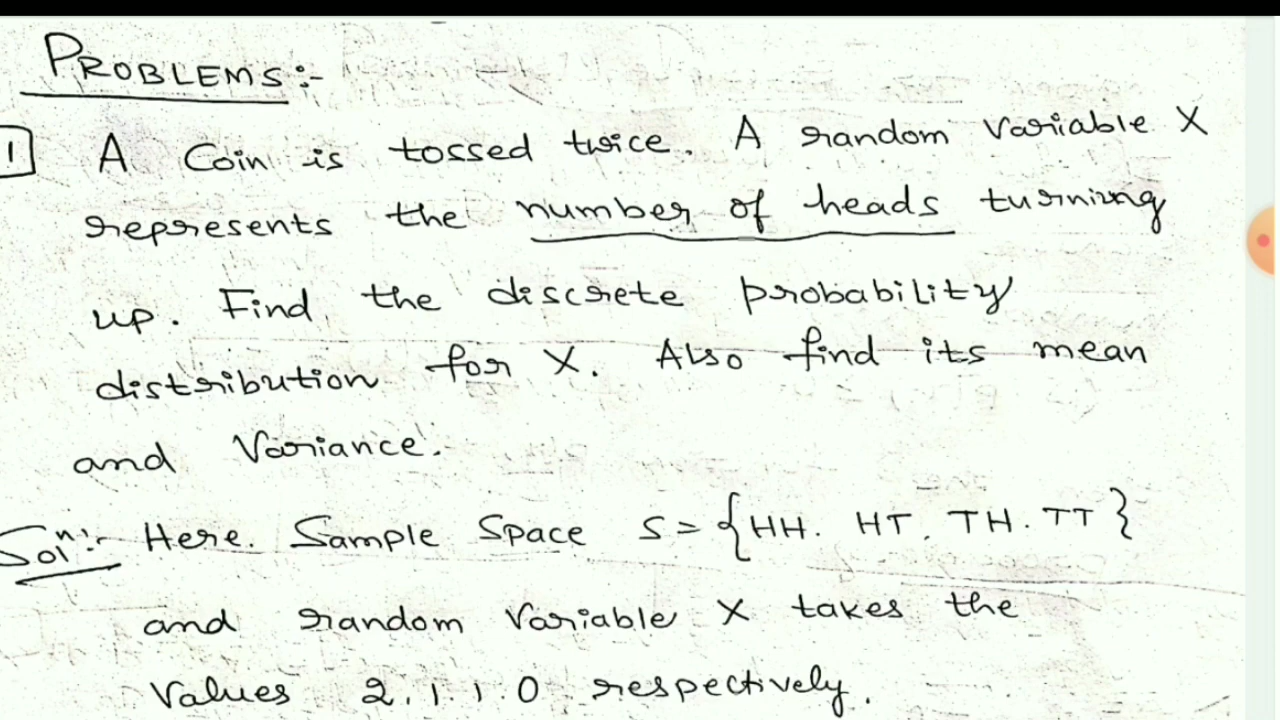 PROBLEMS:-
1 A Coin is tossed twice. A random Variable X
represents the number of heads turning
up. Find the discrete probability
distribution for X. Also find its mean
and Variance.
Solⁿ:- Here. Sample Space S = {HH. HT. TH. TT}
and random Variable X takes the
Values 2, 1, 1, 0 respectively.